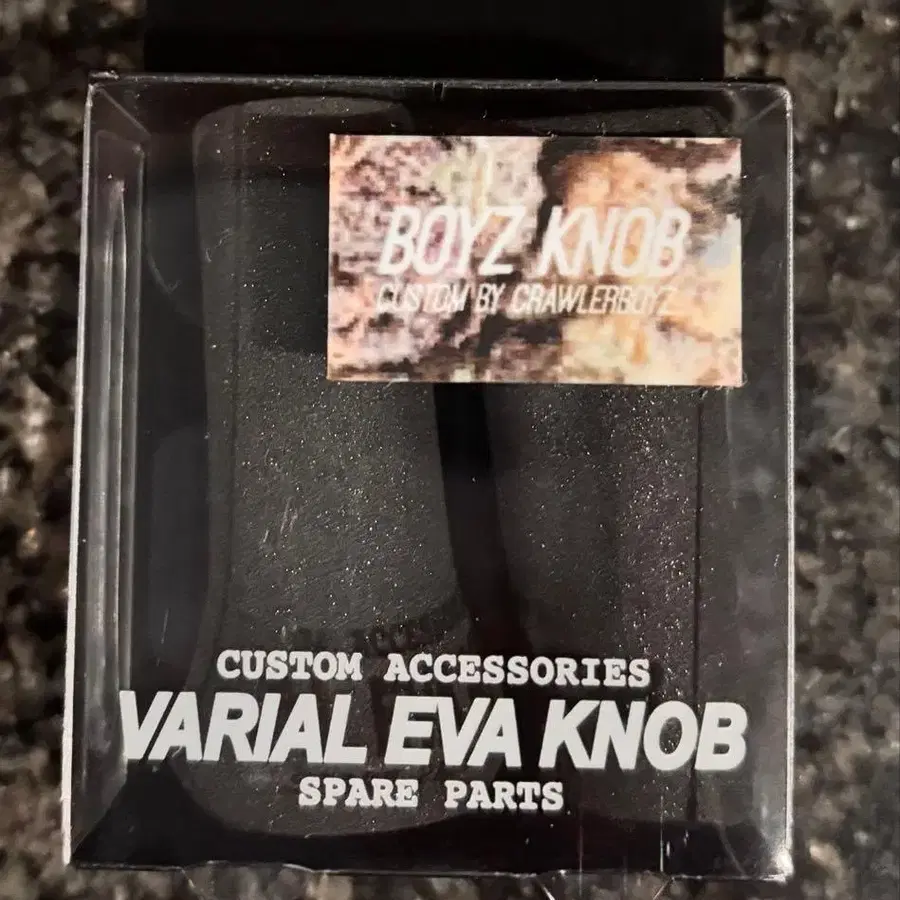 BOYZ KNOB
CUSTOM BY CRAWLERBOYZ
CUSTOM ACCESSORIES
VARIAL EVA KNOB
SPARE PARTS